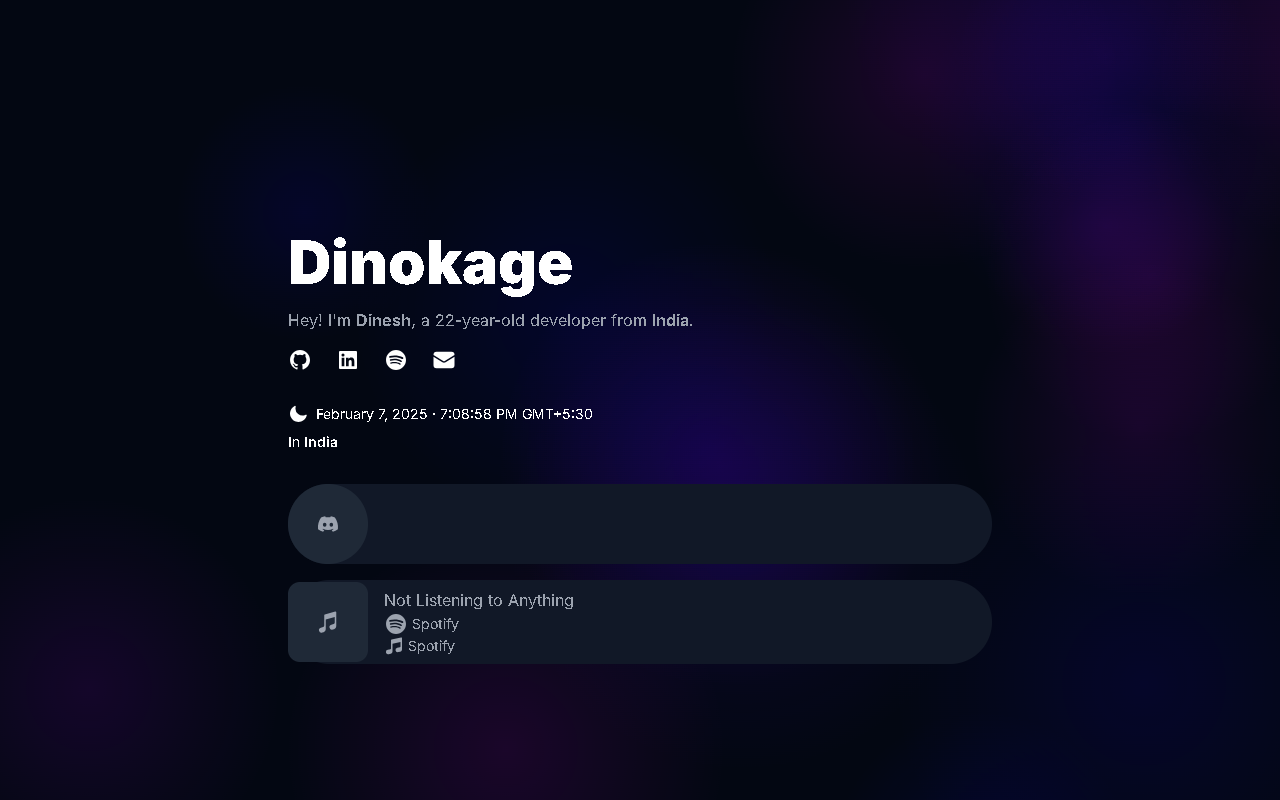 Dinokage
Hey! I'm Dinesh, a 22-year-old developer from India.
February 7, 2025 · 7:08:58 PM GMT+5:30
In India
Not Listening to Anything
Spotify
Spotify